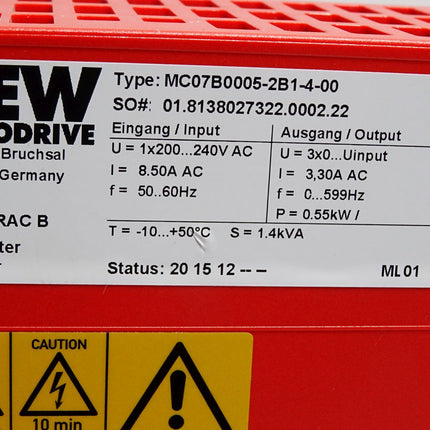 EW
ODRIVE
Bruchsal
Germany
RAC B
ter
Type: MC07B0005-2B1-4-00
SO#: 01.8138027322.0002.22
Eingang / Input
U = 1x200...240V AC
I = 8.50A AC
f = 50..60Hz
Ausgang / Output
U = 3x0...Uinput
I = 3,30A AC
f = 0...599Hz
P = 0.55kW /
T = -10...+50°C S = 1.4kVA
Status: 20 15 12 -- --
ML 01
CAUTION
10 min